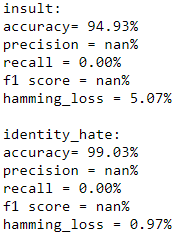 insult:
accuracy= 94.93%
precision = nan%
recall = 0.00%
f1 score = nan%
hamming_loss = 5.07%

identity_hate:
accuracy= 99.03%
precision = nan%
recall = 0.00%
f1 score = nan%
hamming_loss = 0.97%